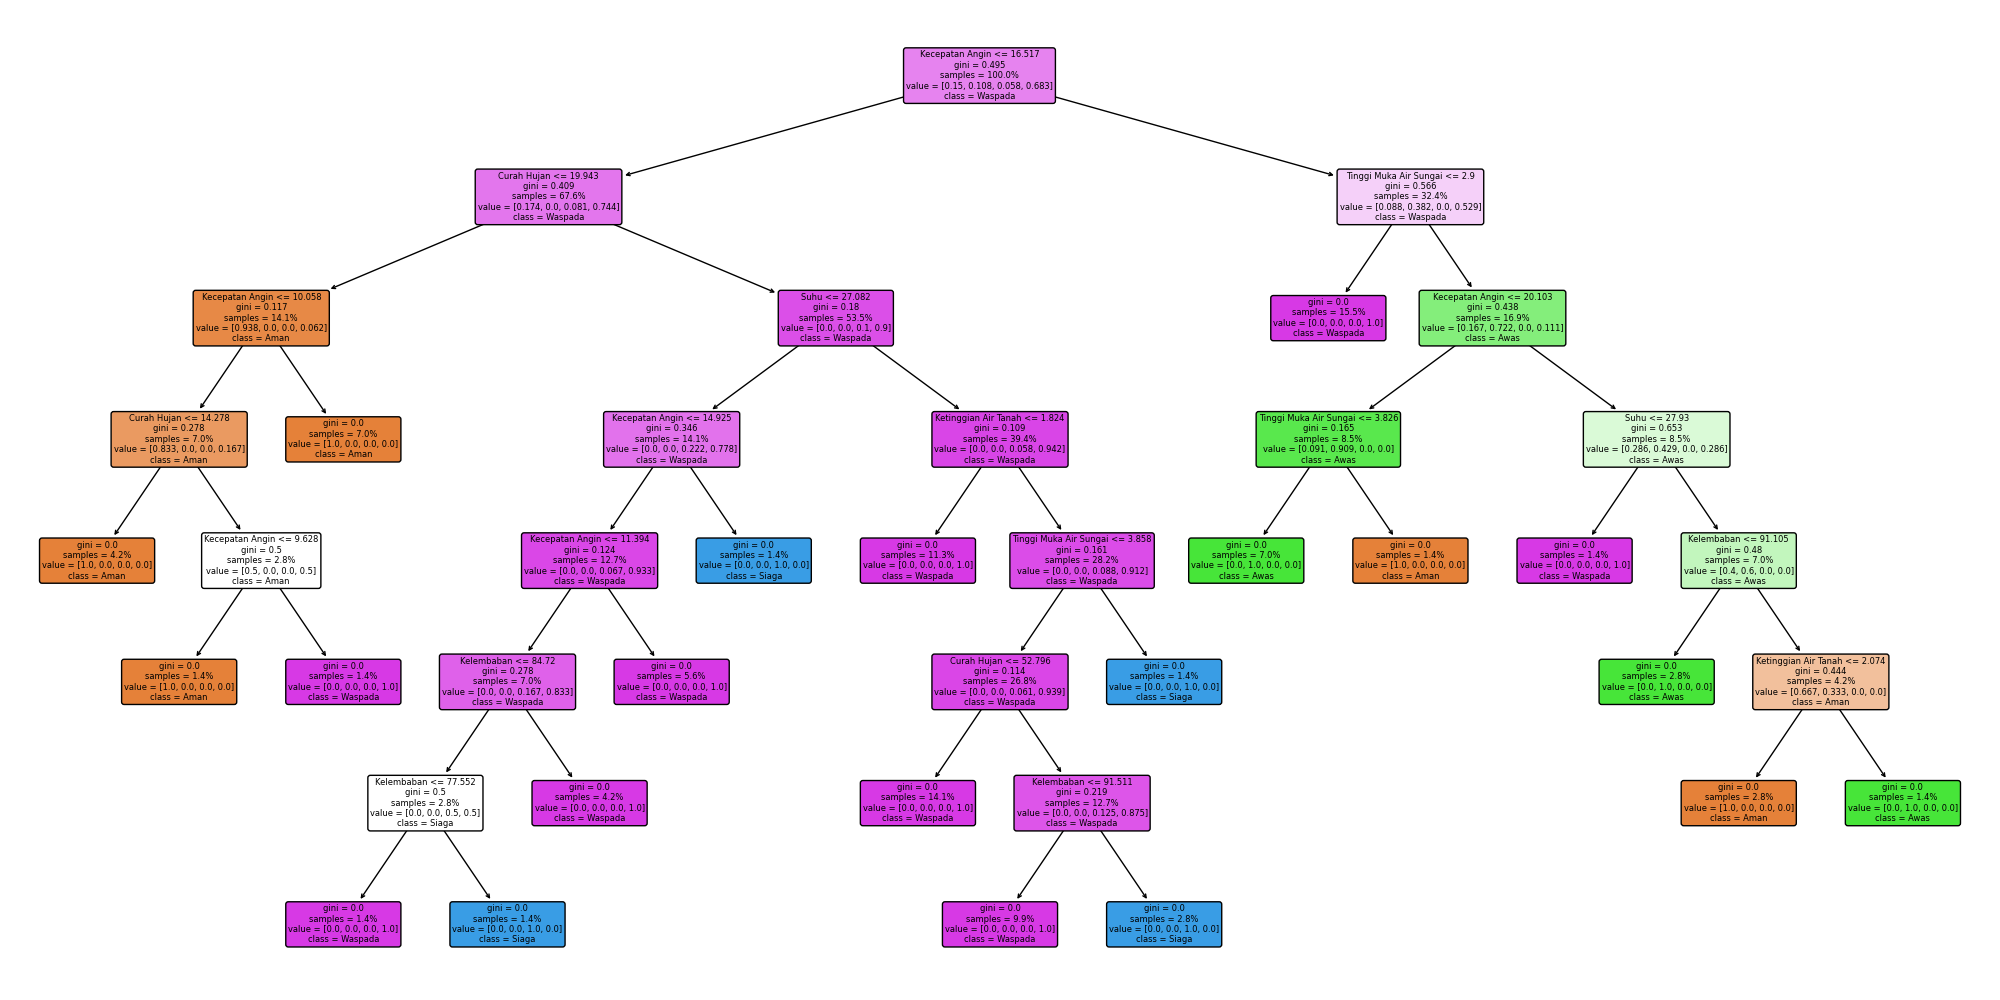 Kecepatan Angin <= 16.517
gini = 0.495
samples = 100.0%
value = [0.15, 0.108, 0.058, 0.683]
class = Waspada
Curah Hujan <= 19.943
gini = 0.409
samples = 67.6%
value = [0.174, 0.0, 0.081, 0.744]
class = Waspada
Tinggi Muka Air Sungai <= 2.9
gini = 0.566
samples = 32.4%
value = [0.088, 0.382, 0.0, 0.529]
class = Waspada
Kecepatan Angin <= 10.058
gini = 0.117
samples = 14.1%
value = [0.938, 0.0, 0.0, 0.062]
class = Aman
Suhu <= 27.082
gini = 0.18
samples = 53.5%
value = [0.0, 0.0, 0.1, 0.9]
class = Waspada
gini = 0.0
samples = 15.5%
value = [0.0, 0.0, 0.0, 1.0]
class = Waspada
Kecepatan Angin <= 20.103
gini = 0.438
samples = 16.9%
value = [0.167, 0.722, 0.0, 0.111]
class = Awas
Curah Hujan <= 14.278
gini = 0.278
samples = 7.0%
value = [0.833, 0.0, 0.0, 0.167]
class = Aman
gini = 0.0
samples = 7.0%
value = [1.0, 0.0, 0.0, 0.0]
class = Aman
Kecepatan Angin <= 14.925
gini = 0.346
samples = 14.1%
value = [0.0, 0.0, 0.222, 0.778]
class = Waspada
Ketinggian Air Tanah <= 1.824
gini = 0.109
samples = 39.4%
value = [0.0, 0.0, 0.058, 0.942]
class = Waspada
Tinggi Muka Air Sungai <= 3.826
gini = 0.165
samples = 8.5%
value = [0.091, 0.909, 0.0, 0.0]
class = Awas
Suhu <= 27.93
gini = 0.653
samples = 8.5%
value = [0.286, 0.429, 0.0, 0.286]
class = Awas
gini = 0.0
samples = 4.2%
value = [1.0, 0.0, 0.0, 0.0]
class = Aman
Kecepatan Angin <= 9.628
gini = 0.5
samples = 2.8%
value = [0.5, 0.0, 0.0, 0.5]
class = Aman
Kecepatan Angin <= 11.394
gini = 0.124
samples = 12.7%
value = [0.0, 0.0, 0.067, 0.933]
class = Waspada
gini = 0.0
samples = 1.4%
value = [0.0, 0.0, 1.0, 0.0]
class = Siaga
gini = 0.0
samples = 11.3%
value = [0.0, 0.0, 0.0, 1.0]
class = Waspada
Tinggi Muka Air Sungai <= 3.858
gini = 0.161
samples = 28.2%
value = [0.0, 0.0, 0.088, 0.912]
class = Waspada
gini = 0.0
samples = 7.0%
value = [0.0, 1.0, 0.0, 0.0]
class = Awas
gini = 0.0
samples = 1.4%
value = [1.0, 0.0, 0.0, 0.0]
class = Aman
gini = 0.0
samples = 1.4%
value = [0.0, 0.0, 0.0, 1.0]
class = Waspada
Kelembaban <= 91.105
gini = 0.48
samples = 7.0%
value = [0.4, 0.6, 0.0, 0.0]
class = Awas
gini = 0.0
samples = 1.4%
value = [1.0, 0.0, 0.0, 0.0]
class = Aman
gini = 0.0
samples = 1.4%
value = [0.0, 0.0, 0.0, 1.0]
class = Waspada
Kelembaban <= 84.72
gini = 0.278
samples = 7.0%
value = [0.0, 0.0, 0.167, 0.833]
class = Waspada
gini = 0.0
samples = 5.6%
value = [0.0, 0.0, 0.0, 1.0]
class = Waspada
Curah Hujan <= 52.796
gini = 0.114
samples = 26.8%
value = [0.0, 0.0, 0.061, 0.939]
class = Waspada
gini = 0.0
samples = 1.4%
value = [0.0, 0.0, 1.0, 0.0]
class = Siaga
gini = 0.0
samples = 2.8%
value = [0.0, 1.0, 0.0, 0.0]
class = Awas
Ketinggian Air Tanah <= 2.074
gini = 0.444
samples = 4.2%
value = [0.667, 0.333, 0.0, 0.0]
class = Aman
Kelembaban <= 77.552
gini = 0.5
samples = 2.8%
value = [0.0, 0.0, 0.5, 0.5]
class = Siaga
gini = 0.0
samples = 4.2%
value = [0.0, 0.0, 0.0, 1.0]
class = Waspada
gini = 0.0
samples = 14.1%
value = [0.0, 0.0, 0.0, 1.0]
class = Waspada
Kelembaban <= 91.511
gini = 0.219
samples = 12.7%
value = [0.0, 0.0, 0.125, 0.875]
class = Waspada
gini = 0.0
samples = 2.8%
value = [1.0, 0.0, 0.0, 0.0]
class = Aman
gini = 0.0
samples = 1.4%
value = [0.0, 1.0, 0.0, 0.0]
class = Awas
gini = 0.0
samples = 1.4%
value = [0.0, 0.0, 0.0, 1.0]
class = Waspada
gini = 0.0
samples = 1.4%
value = [0.0, 0.0, 1.0, 0.0]
class = Siaga
gini = 0.0
samples = 9.9%
value = [0.0, 0.0, 0.0, 1.0]
class = Waspada
gini = 0.0
samples = 2.8%
value = [0.0, 0.0, 1.0, 0.0]
class = Siaga